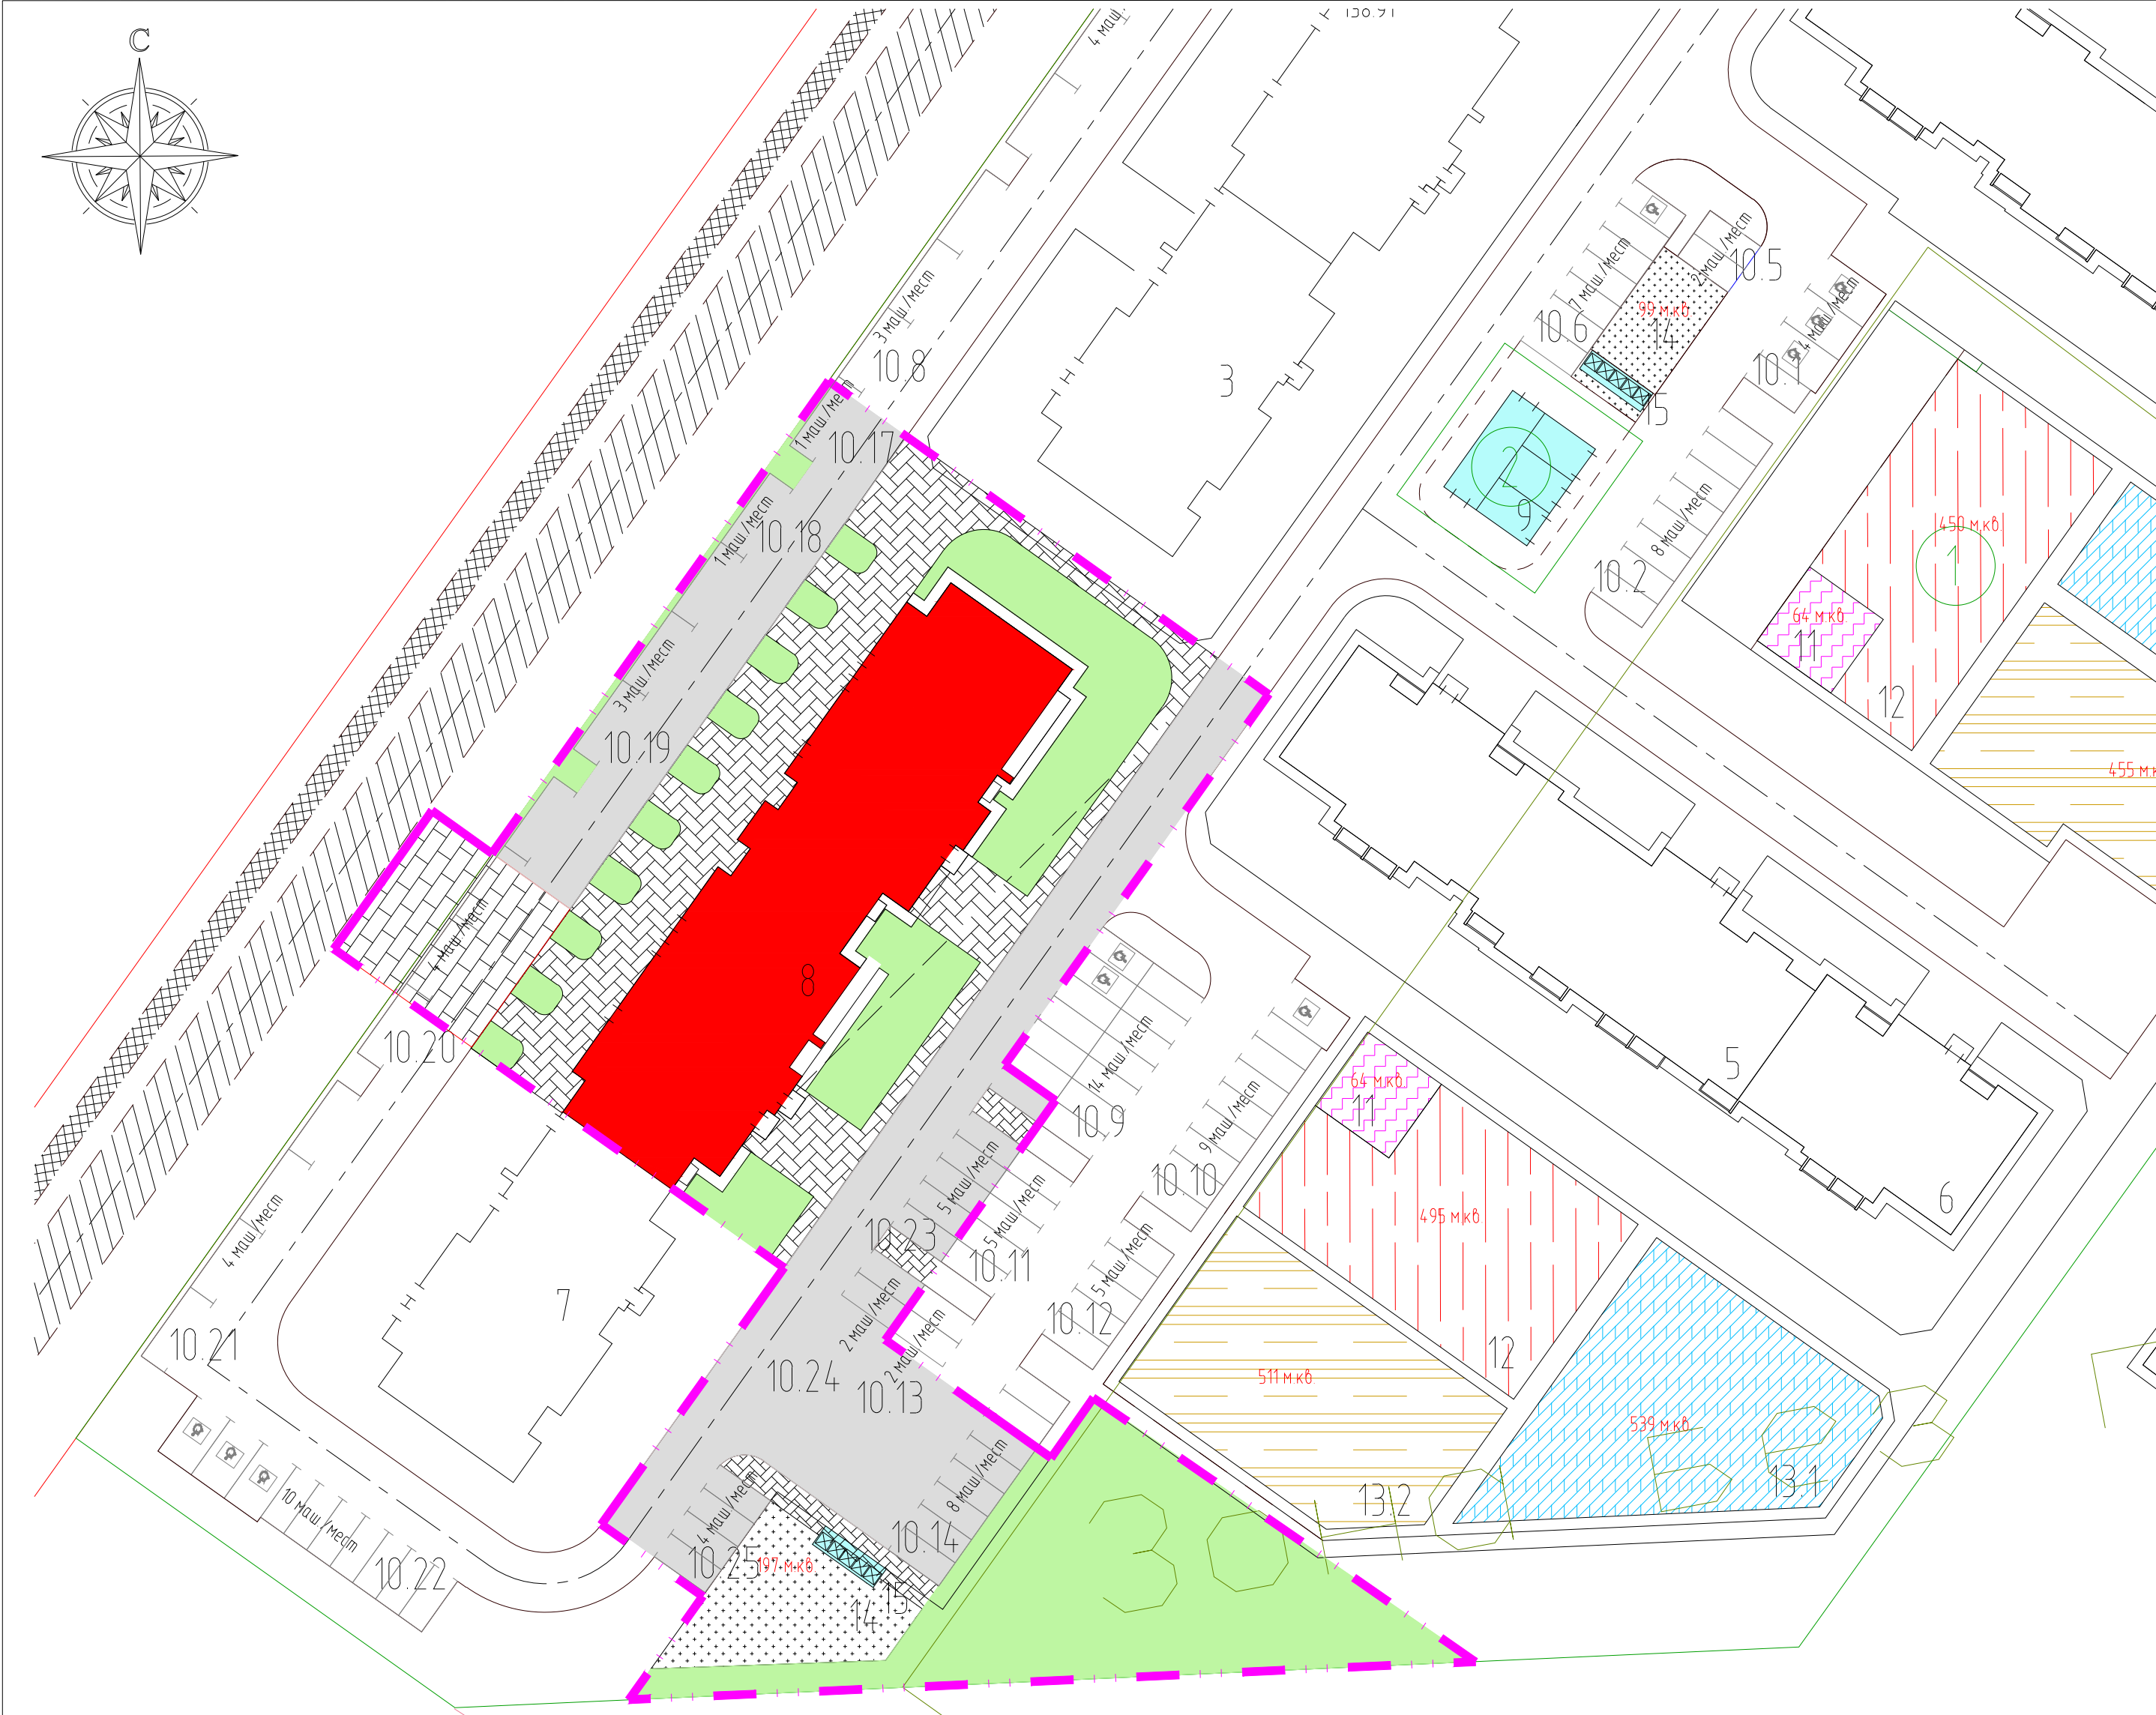 С
138.91
4 маш
3 маш/мест
10.8
3
7 маш/мест
2 маш/мест
10.5
99 м.кв.
14
10.6
4 маш/мест
10.1
15
2
9
8 маш/мест
10.2
450 м.кв.
1
64 м.кв.
11
12
455 м.к
1 маш/мест
10.17
1 маш/мест
10.18
3 маш/мест
10.19
4 маш/мест
10.20
8
14 маш/мест
10.9
9 маш/мест
10.10
5
6
64 м.кв.
11
495 м.кв.
12
5 маш/мест
10.23
5 маш/мест
10.11
5 маш/мест
10.12
4 маш/мест
7
10.21
2 маш/мест
10.24
2 маш/мест
10.13
511 м.кв.
13.2
539 м.кв.
13.1
10 маш/мест
10.22
4 маш/мест
10.25
197 м.кв.
8 маш/мест
10.14
15
14
Зона